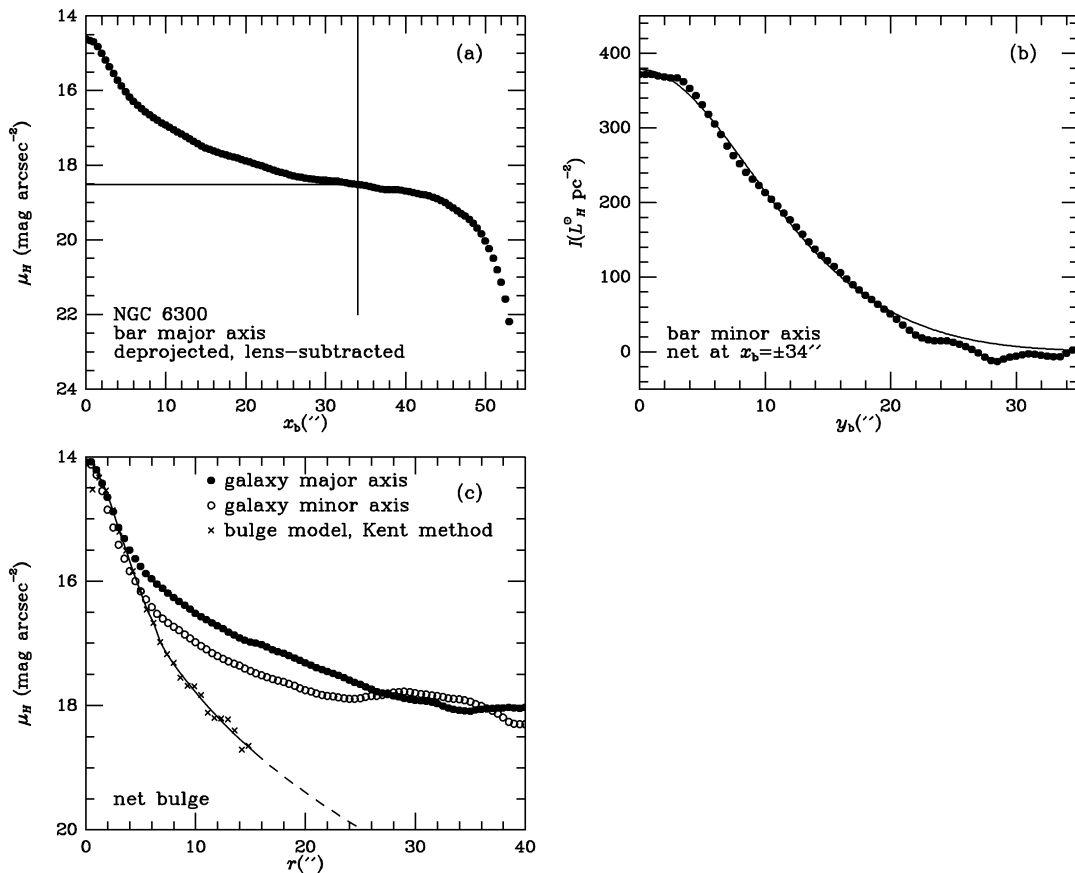 14
16
18
20
22
24
0
10
20
30
40
50
μH (mag arcsec−2)
xb(′′)
(a)
NGC 6300
bar major axis
deprojected, lens−subtracted
400
300
200
100
0
0
10
20
30
I(L⊙H pc−2)
yb(′′)
(b)
bar minor axis
net at xb=±34′′
14
16
18
20
0
10
20
30
40
μH (mag arcsec−2)
r(′′)
(c)
galaxy major axis
galaxy minor axis
bulge model, Kent method
net bulge